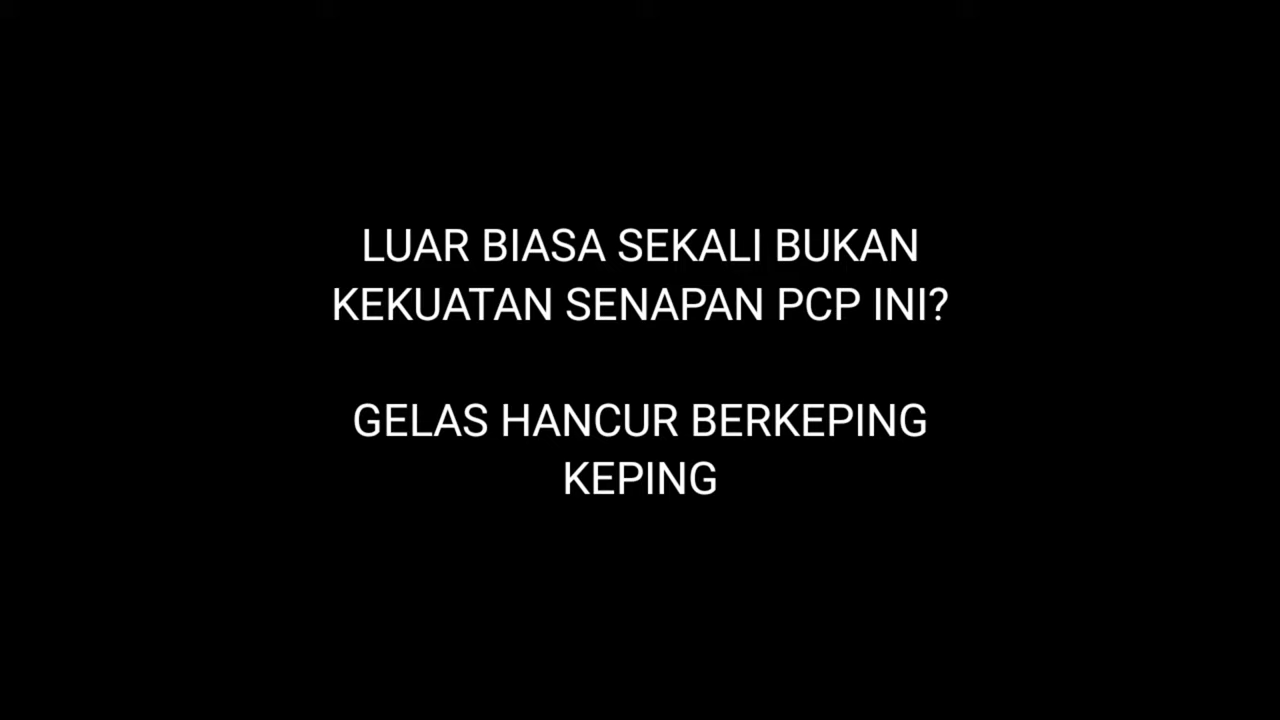 LUAR BIASA SEKALI BUKAN
KEKUATAN SENAPAN PCP INI?
GELAS HANCUR BERKEPING
KEPING